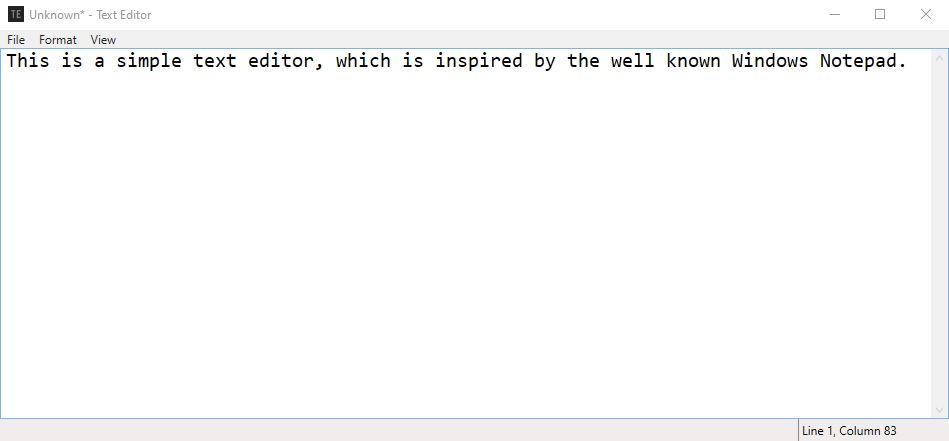 TE Unknown* - Text Editor
File Format View
This is a simple text editor, which is inspired by the well known Windows Notepad.
Line 1, Column 83